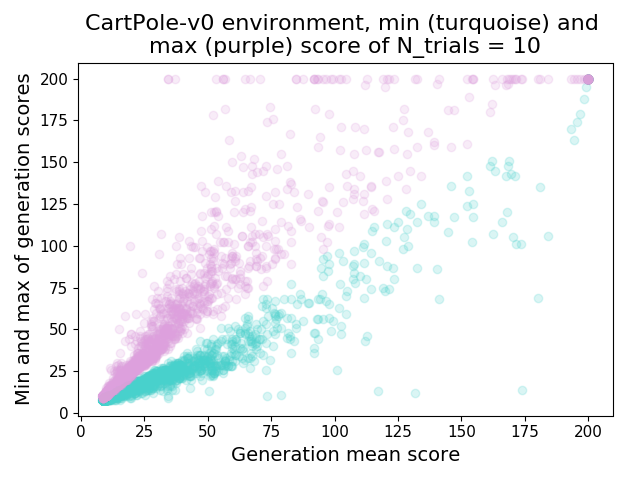 CartPole-v0 environment, min (turquoise) and
max (purple) score of N_trials = 10
Min and max of generation scores
200
175
150
125
100
75
50
25
0
0 25 50 75 100 125 150 175 200
Generation mean score